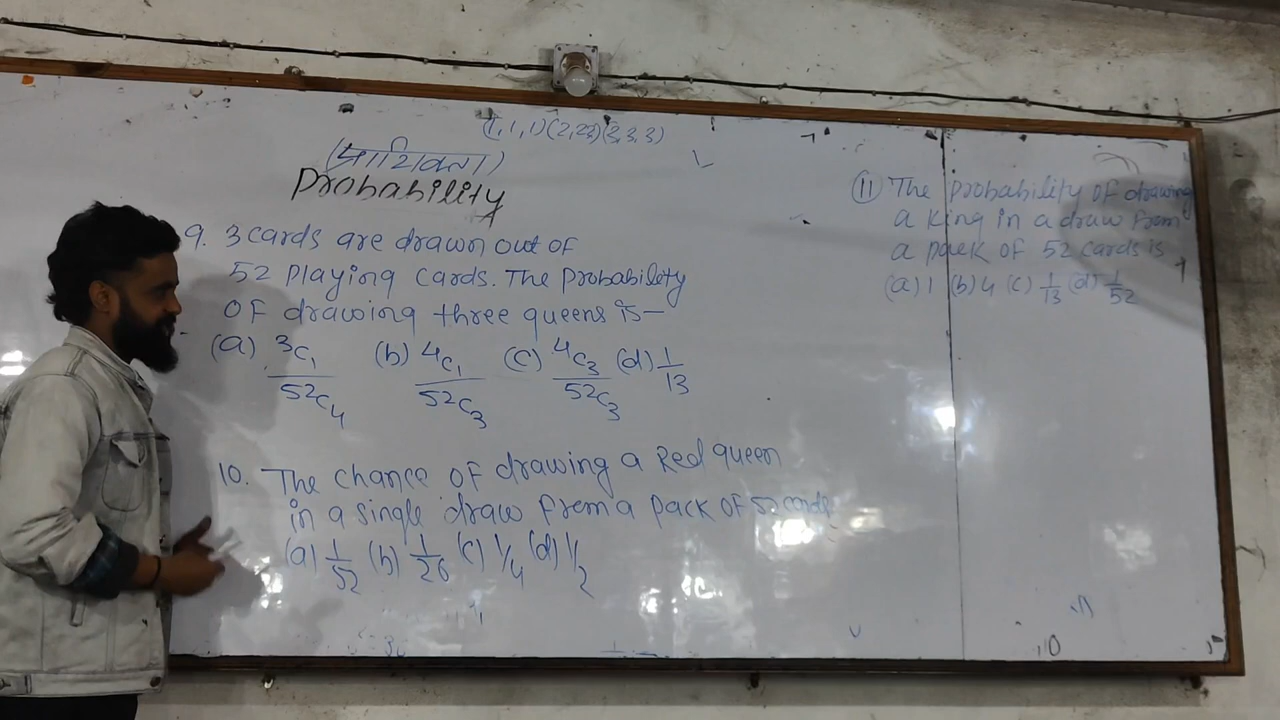 (1,1,1)(2,2,2)(3,3,3)
(प्रायिकता)
Probability
9. 3 cards are drawn out of
52 playing cards. The probability
of drawing three queens is—
(a) ³C₁/⁵²C₄ (b) ⁴C₁/⁵²C₃ (c) ⁴C₃/⁵²C₃ (d) 1/13
10. The chance of drawing a Red queen
in a single draw from a pack of 52 cards
(a) 1/52 (b) 1/26 (c) 1/4 (d) 1/2
(11) The probability of drawing
a king in a draw from
a pack of 52 cards is
(a) 1 (b) 4 (c) 1/13 (d) 1/52